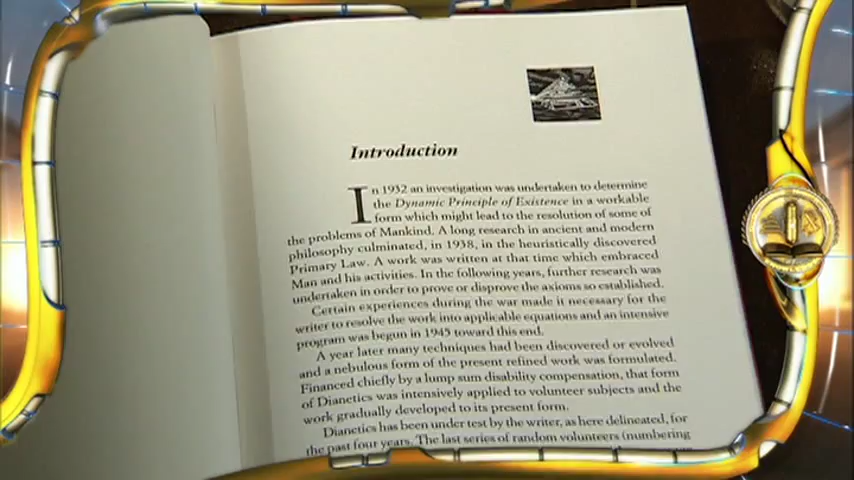 Introduction
In 1932 an investigation was undertaken to determine
the Dynamic Principle of Existence in a workable
form which might lead to the resolution of some of
the problems of Mankind. A long research in ancient and modern
philosophy culminated, in 1938, in the heuristically discovered
Primary Law. A work was written at that time which embraced
Man and his activities. In the following years, further research was
undertaken in order to prove or disprove the axioms so established.
Certain experiences during the war made it necessary for the
writer to resolve the work into applicable equations and an intensive
program was begun in 1945 toward this end.
A year later many techniques had been discovered or evolved
and a nebulous form of the present refined work was formulated.
Financed chiefly by a lump sum disability compensation, that form
of Dianetics was intensively applied to volunteer subjects and the
work gradually developed to its present form.
Dianetics has been under test by the writer, as here delineated, for
the past four years. The last series of random volunteers (numbering